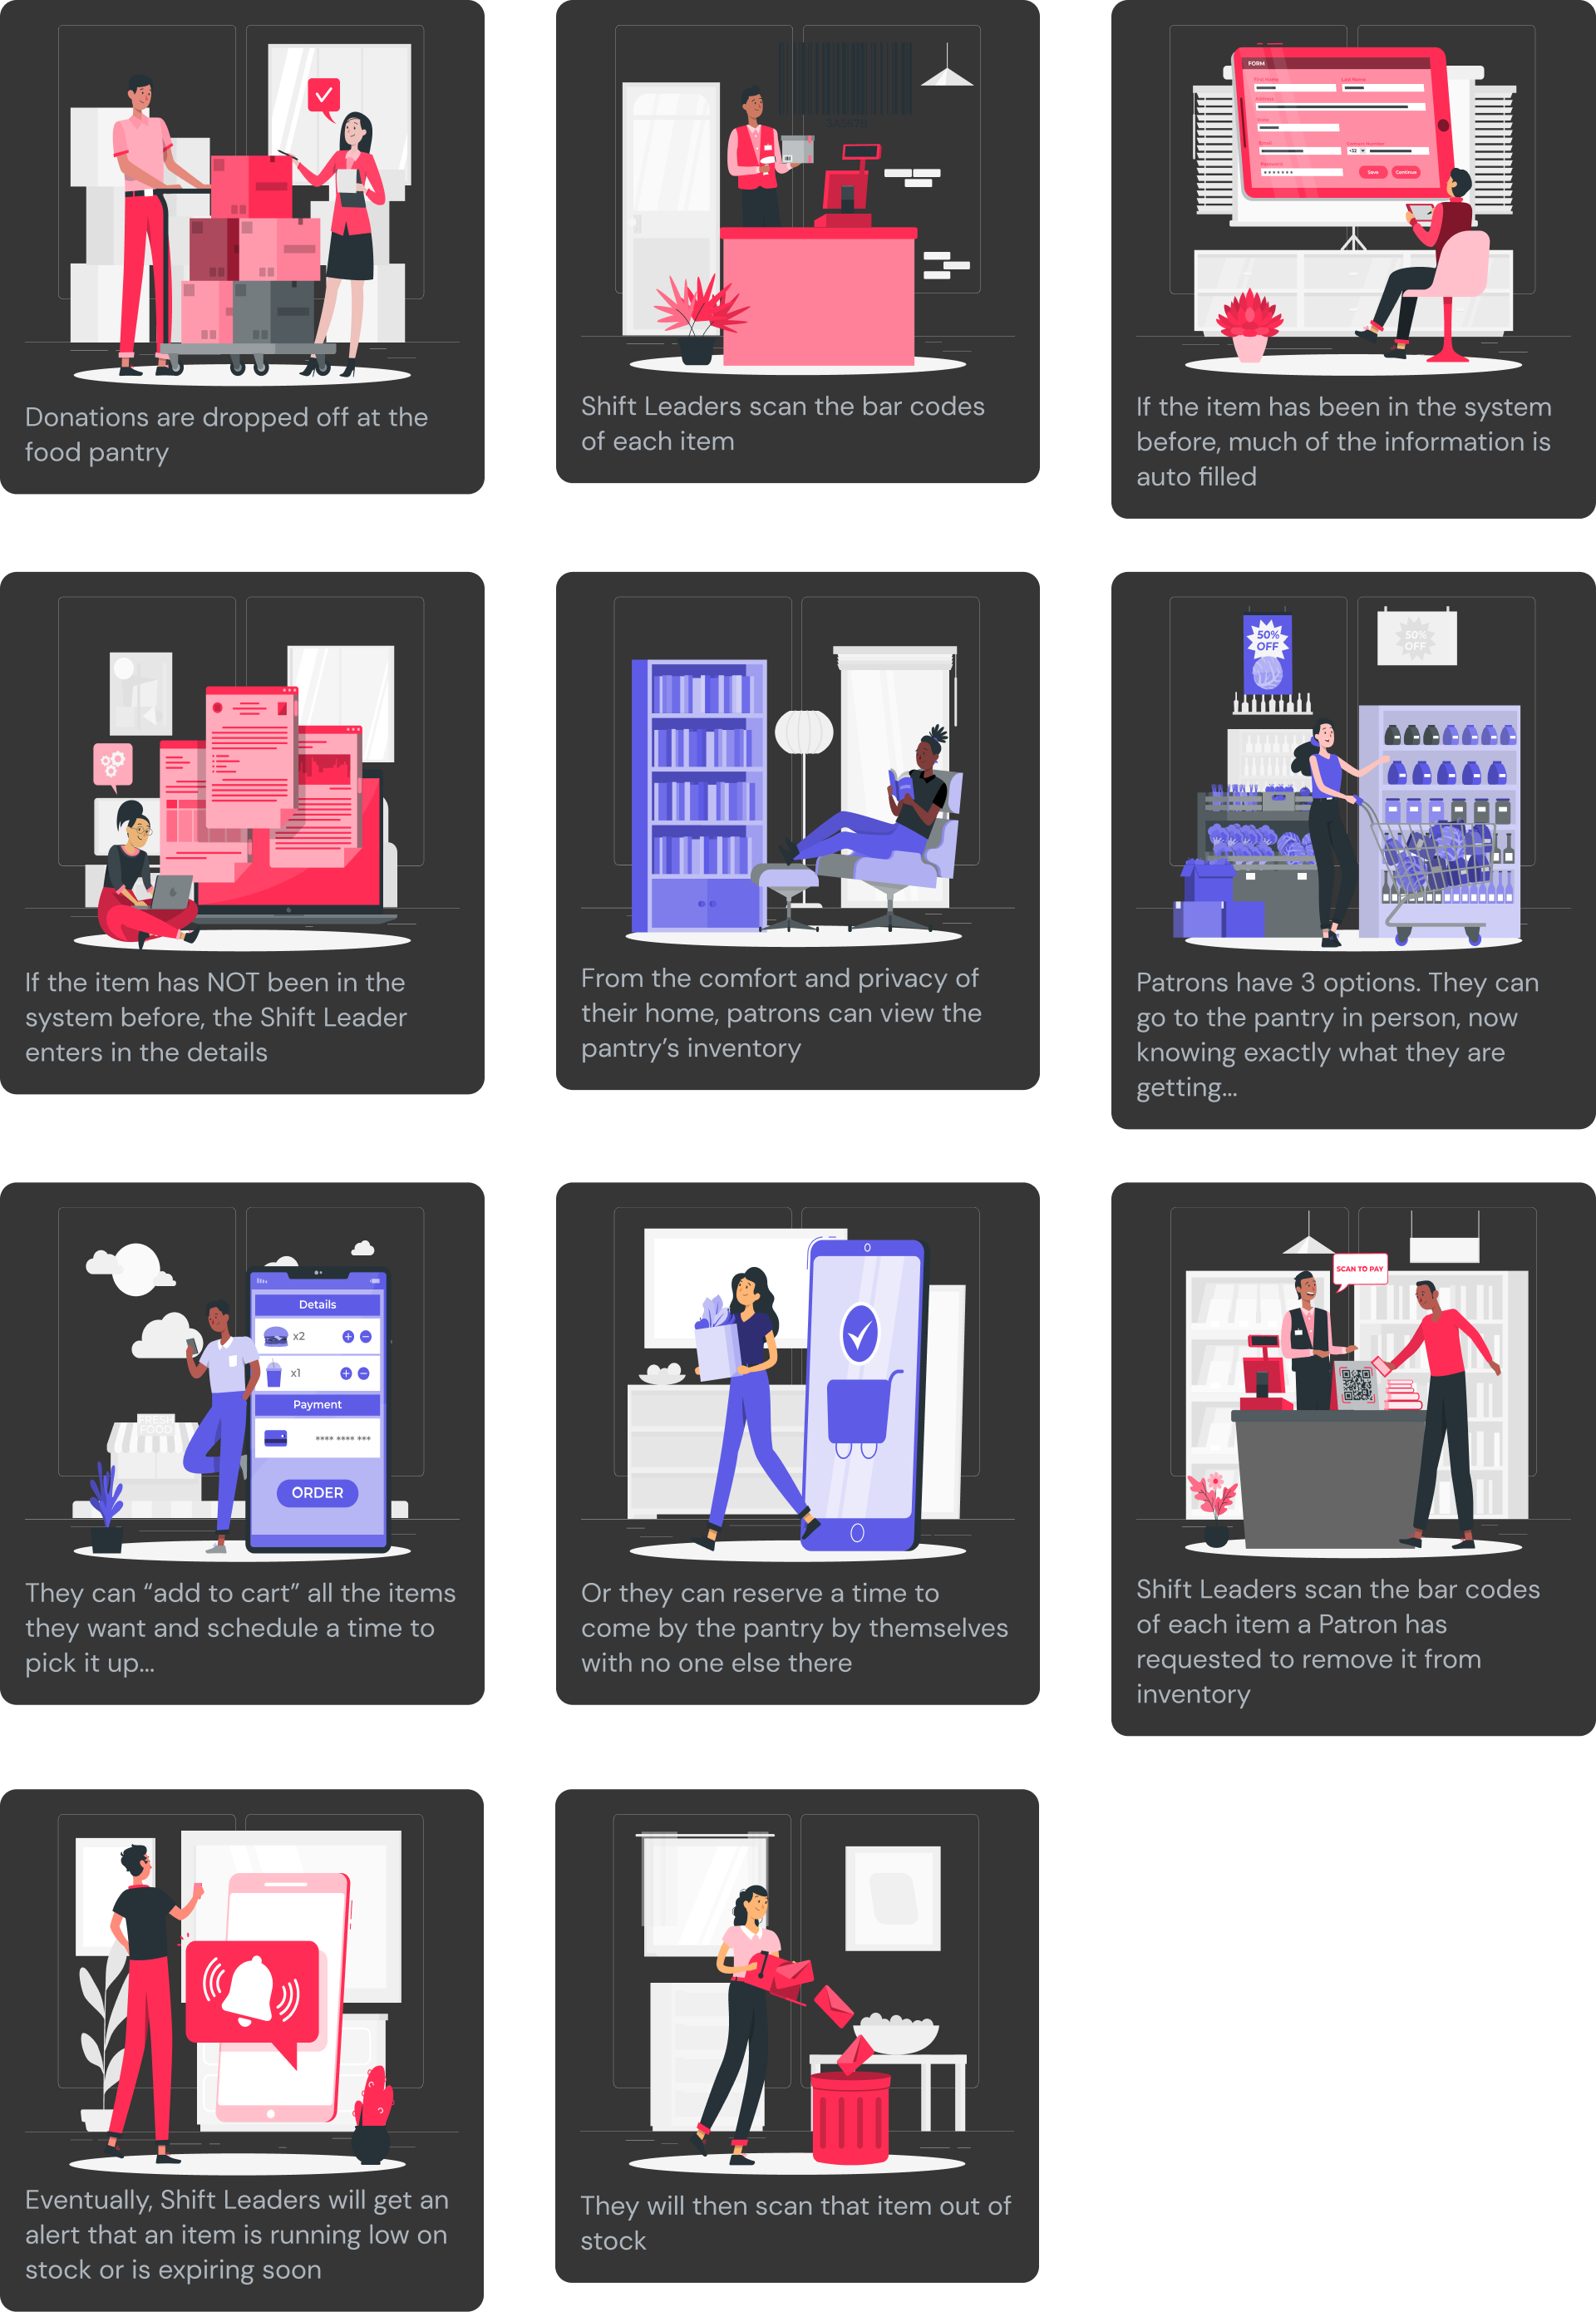 Donations are dropped off at the
food pantry
Shift Leaders scan the bar codes
of each item
FORM
First Name
Last Name
Address
Email
Password
Save
Continue
If the item has been in the system
before, much of the information is
auto filled
If the item has NOT been in the
system before, the Shift Leader
enters in the details
From the comfort and privacy of
their home, patrons can view the
pantry’s inventory
50%
OFF
50%
OFF
Patrons have 3 options. They can
go to the pantry in person, now
knowing exactly what they are
getting...
FRESH
FOOD
Details
x2
x1
Payment
**** **** ***
ORDER
They can “add to cart” all the items
they want and schedule a time to
pick it up...
Or they can reserve a time to
come by the pantry by themselves
with no one else there
SCAN TO PAY
Shift Leaders scan the bar codes
of each item a Patron has
requested to remove it from
inventory
Eventually, Shift Leaders will get an
alert that an item is running low on
stock or is expiring soon
They will then scan that item out of
stock